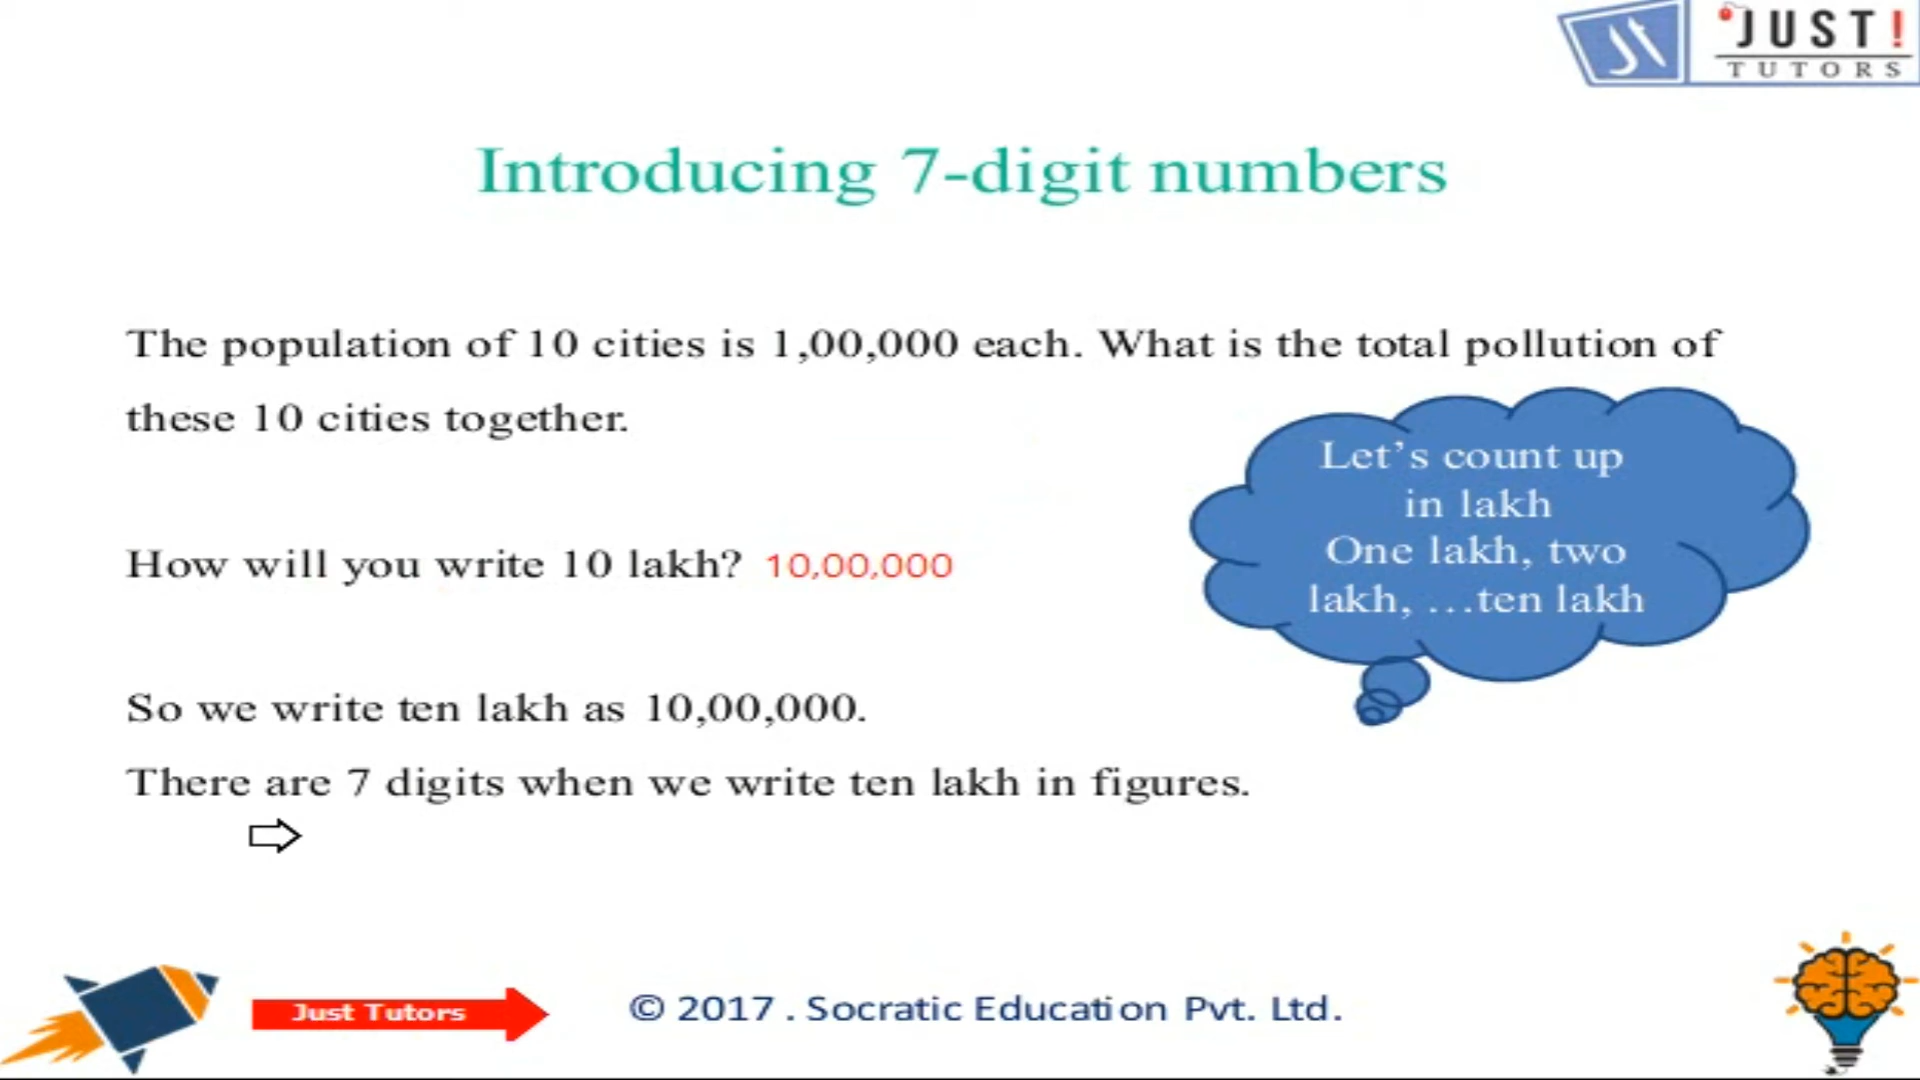 JUST!
TUTORS
Introducing 7-digit numbers
The population of 10 cities is 1,00,000 each. What is the total pollution of
these 10 cities together.
Let's count up
in lakh
One lakh, two
lakh, …ten lakh
How will you write 10 lakh? 10,00,000
So we write ten lakh as 10,00,000.
There are 7 digits when we write ten lakh in figures.
Just Tutors
© 2017 . Socratic Education Pvt. Ltd.